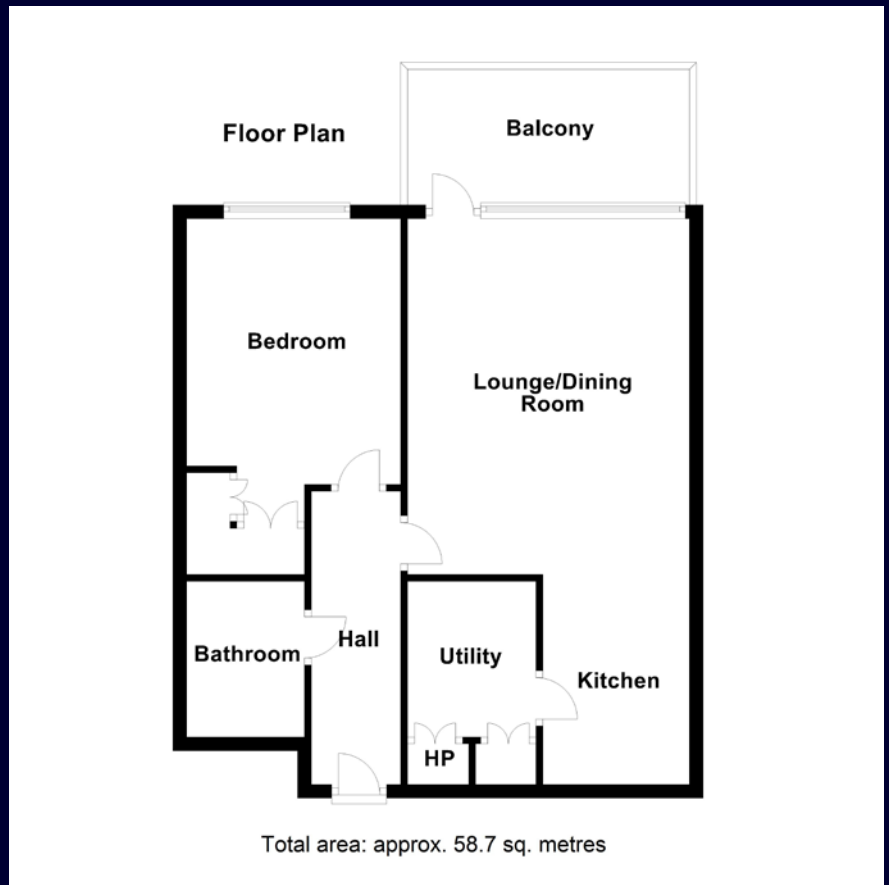 Floor Plan
Balcony
Bedroom
Lounge/Dining
Room
Bathroom
Hall
Utility
Kitchen
HP
Total area: approx. 58.7 sq. metres